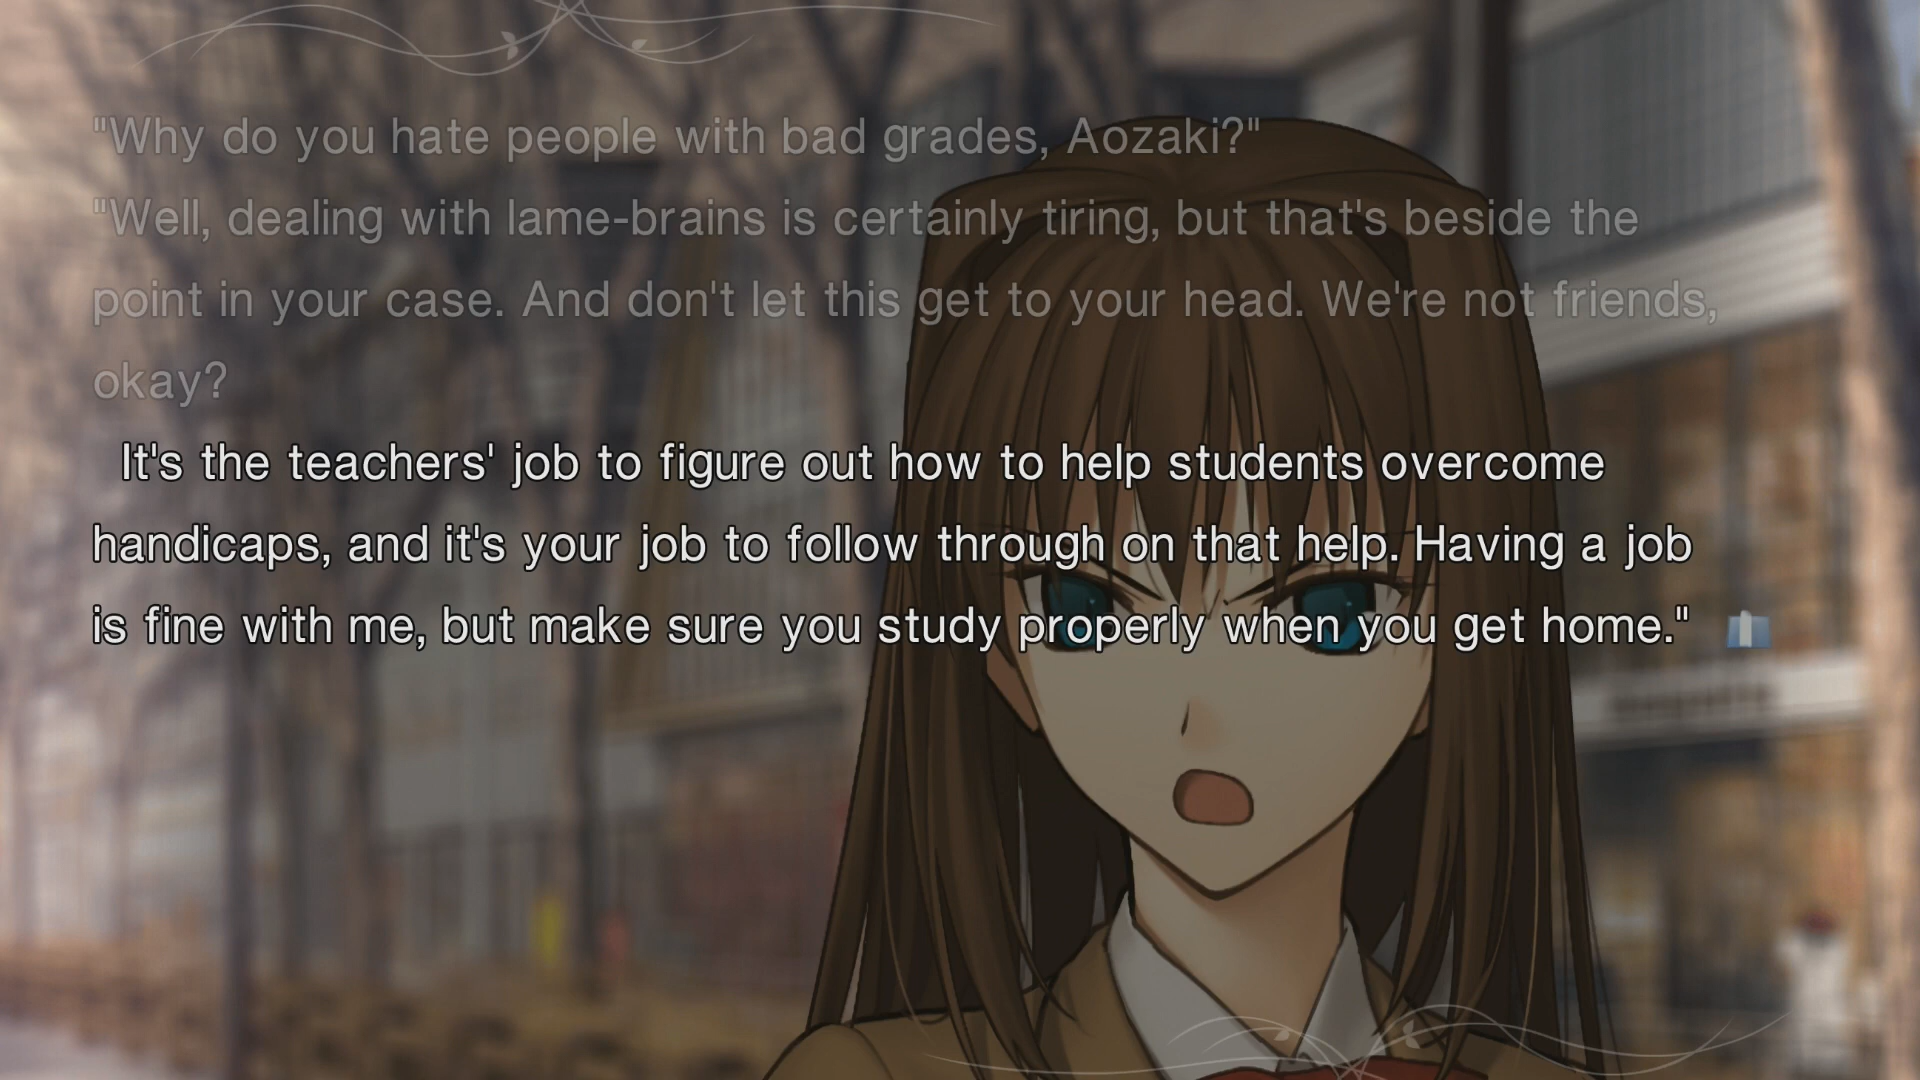 "Why do you hate people with bad grades, Aozaki?"
"Well, dealing with lame-brains is certainly tiring, but that's beside the
point in your case. And don't let this get to your head. We're not friends,
okay?
It's the teachers' job to figure out how to help students overcome
handicaps, and it's your job to follow through on that help. Having a job
is fine with me, but make sure you study properly when you get home."